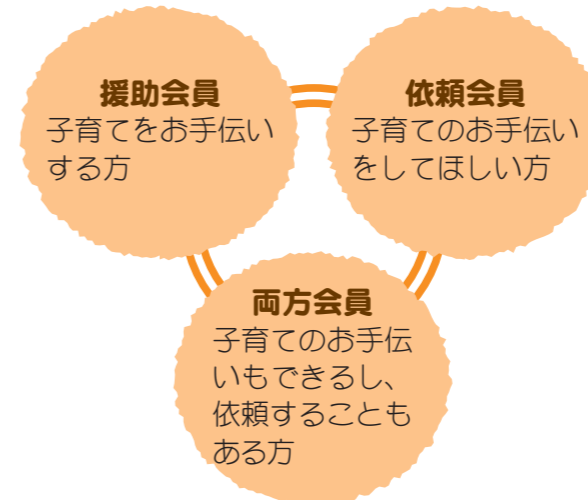 援助会員
子育てをお手伝い
する方
依頼会員
子育てのお手伝い
をしてほしい方
両方会員
子育てのお手伝
いもできるし、
依頼することも
ある方